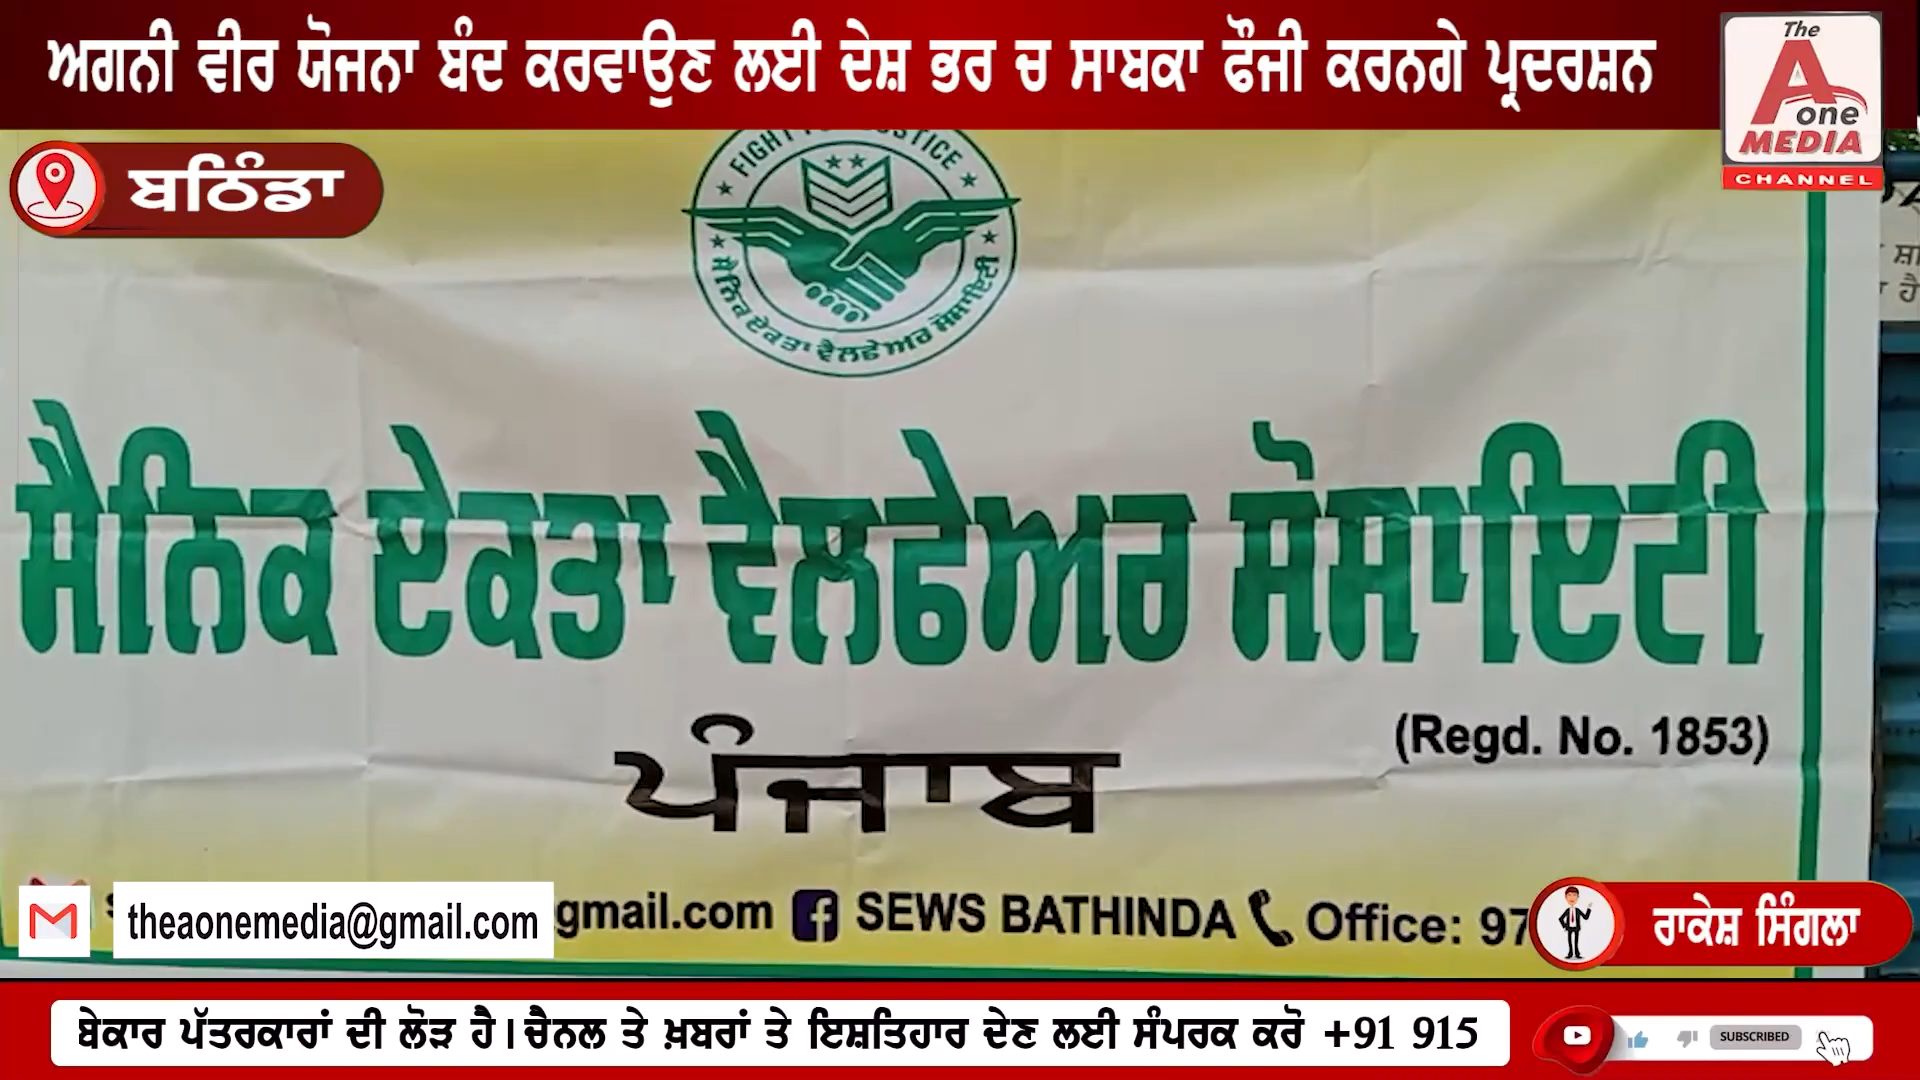 ਅਗਨੀ ਵੀਰ ਯੋਜਨਾ ਬੰਦ ਕਰਵਾਉਣ ਲਈ ਦੇਸ਼ ਭਰ ਚ ਸਾਬਕਾ ਫੌਜੀ ਕਰਨਗੇ ਪ੍ਰਦਰਸ਼ਨ
The
A one
MEDIA
CHANNEL
ਬਠਿੰਡਾ
FIGHT JUSTICE
ਸੈਨਿਕ ਏਕਤਾ ਵੈਲਫੇਅਰ ਸੋਸਾਇਟੀ
ਸੈਨਿਕ ਏਕਤਾ ਵੈਲਫੇਅਰ ਸੋਸਾਇਟੀ
(Regd. No. 1853)
ਪੰਜਾਬ
theaonemedia@gmail.com gmail.com SEWS BATHINDA Office: 97
ਰਾਕੇਸ਼ ਸਿੰਗਲਾ
ਬੇਕਾਰ ਪੱਤਰਕਾਰਾਂ ਦੀ ਲੋੜ ਹੈ।ਚੈਨਲ ਤੇ ਖ਼ਬਰਾਂ ਤੇ ਇਸ਼ਤਿਹਾਰ ਦੇਣ ਲਈ ਸੰਪਰਕ ਕਰੋ +91 915
SUBSCRIBED